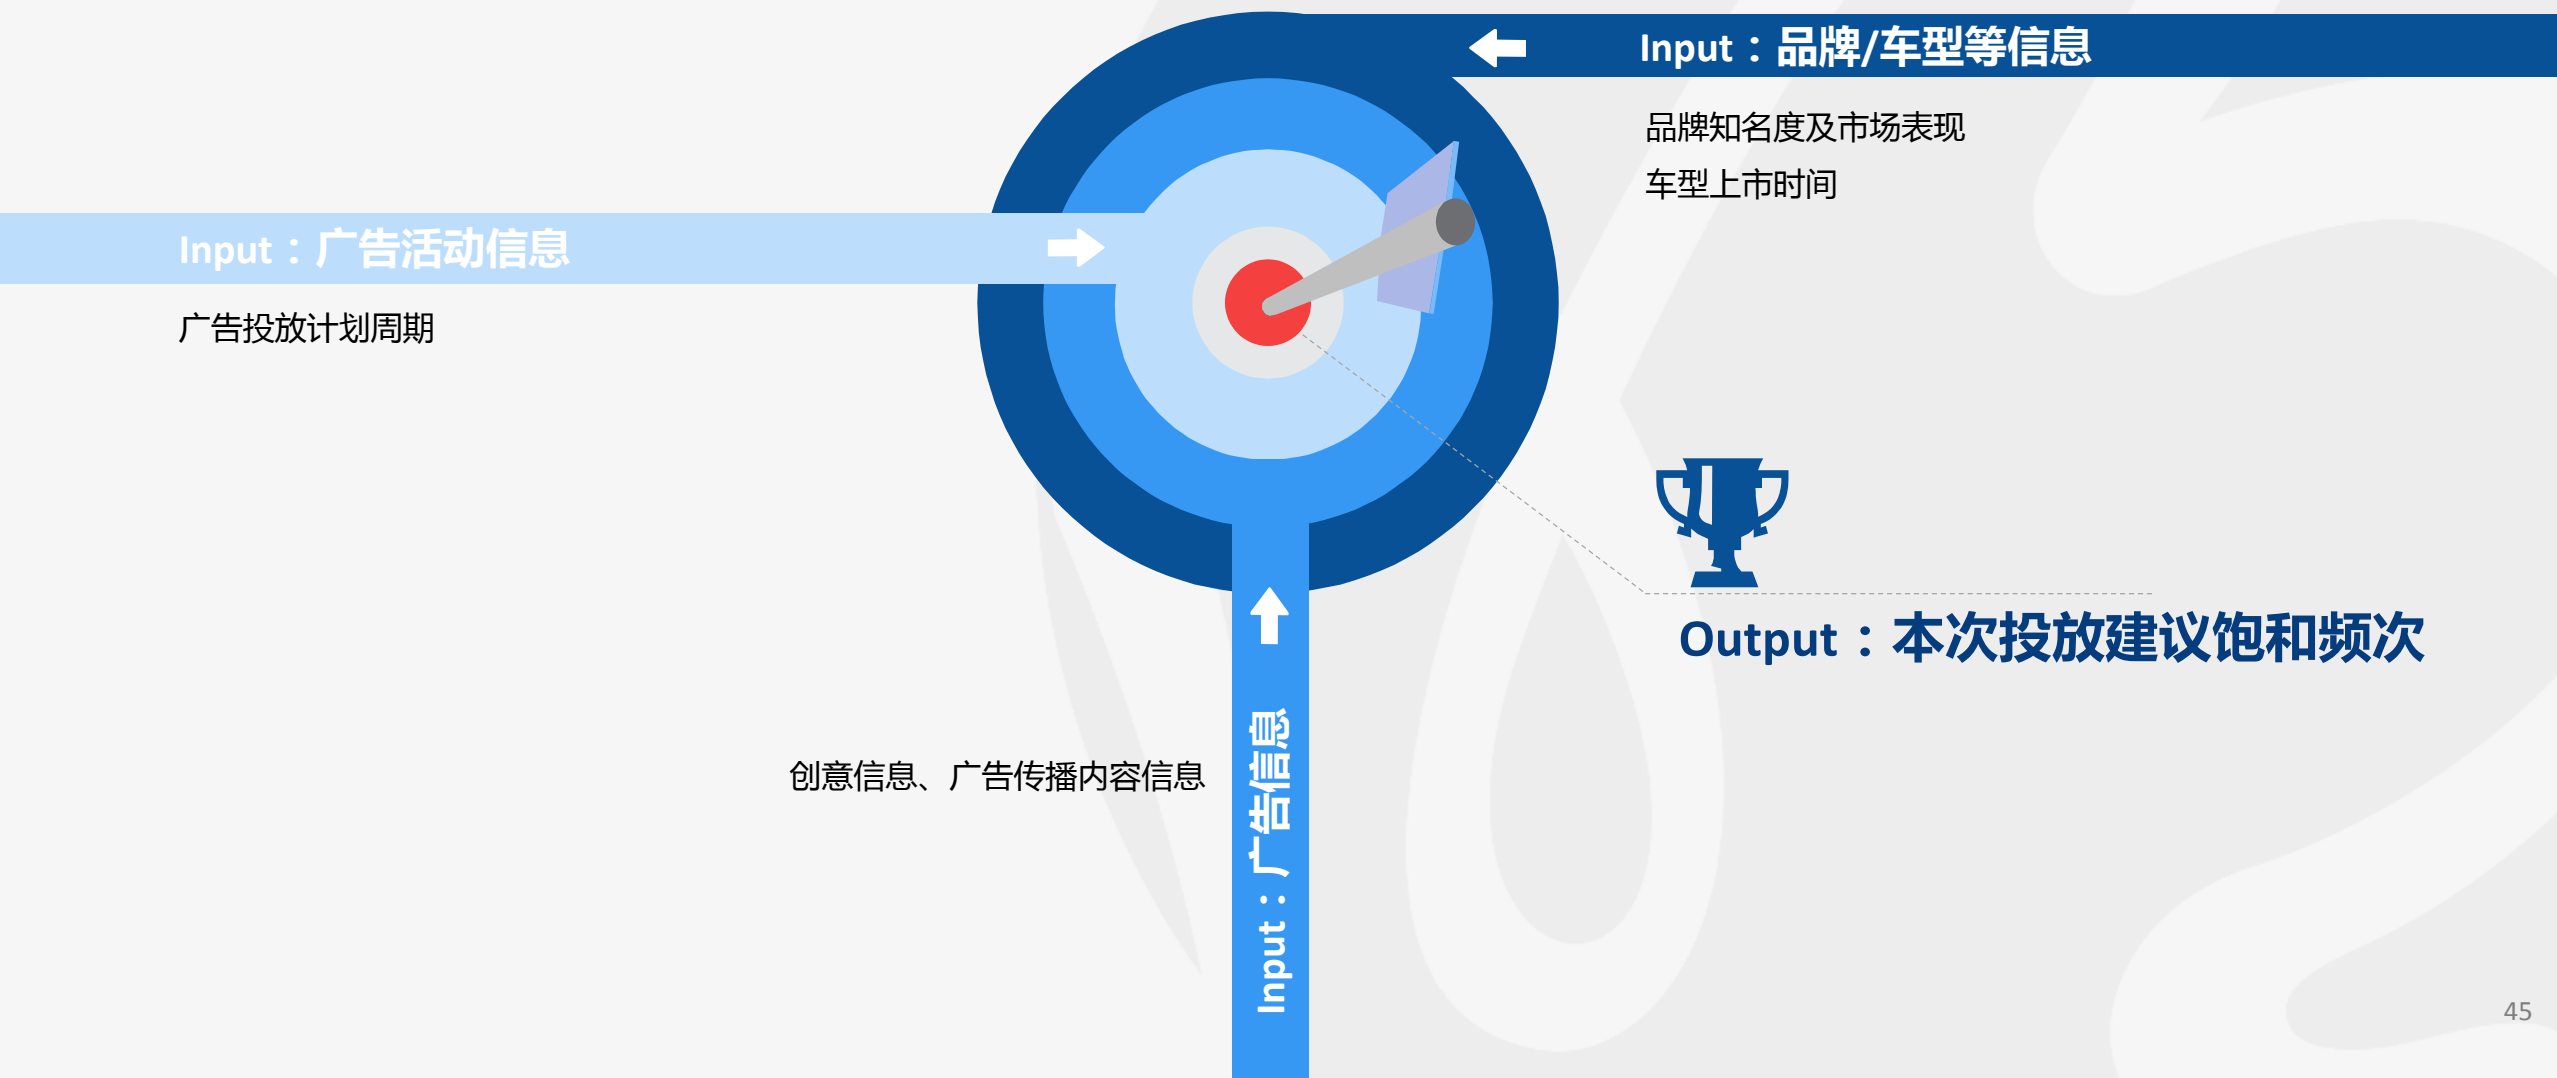 Input：品牌/车型等信息
品牌知名度及市场表现
车型上市时间
Input：广告活动信息
广告投放计划周期
Output：本次投放建议饱和频次
创意信息、广告传播内容信息
Input：广告信息
45